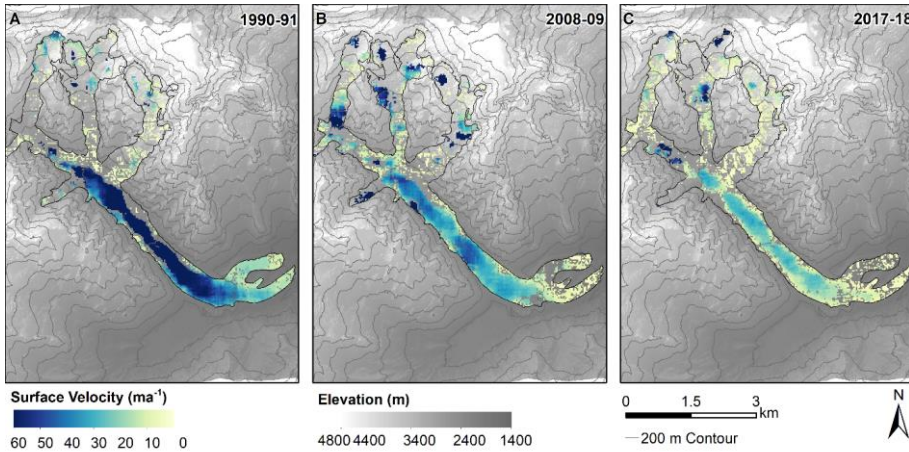 A 1990-91 B 2008-09 C 2017-18
Surface Velocity (ma⁻¹)
60 50 40 30 20 10 0
Elevation (m)
4800 4400 3400 2400 1400
0 1.5 3
km
200 m Contour
N